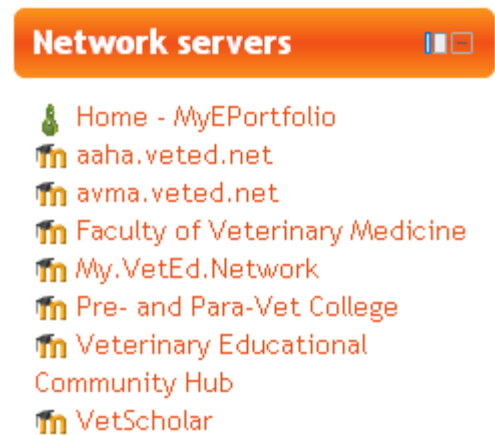 Network servers
Home - MyEPortfolio
aaha.veted.net
avma.veted.net
Faculty of Veterinary Medicine
My.VetEd.Network
Pre- and Para-Vet College
Veterinary Educational
Community Hub
VetScholar